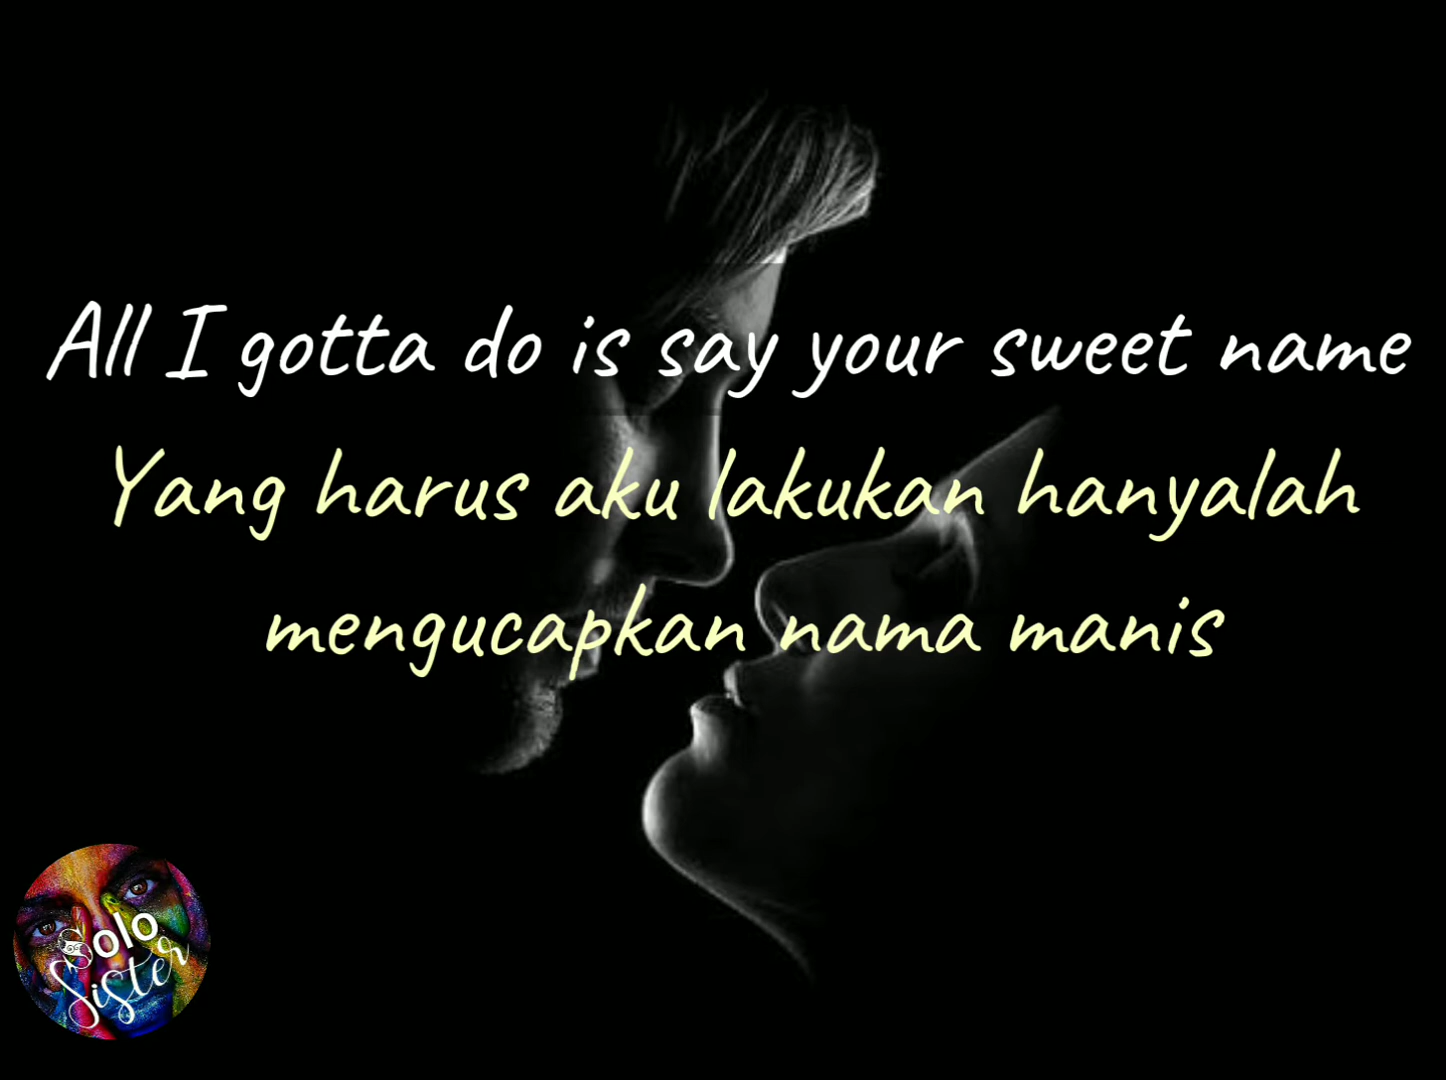 All I gotta do is say your sweet name
Yang harus aku lakukan hanyalah
mengucapkan nama manis
Solo
Sister